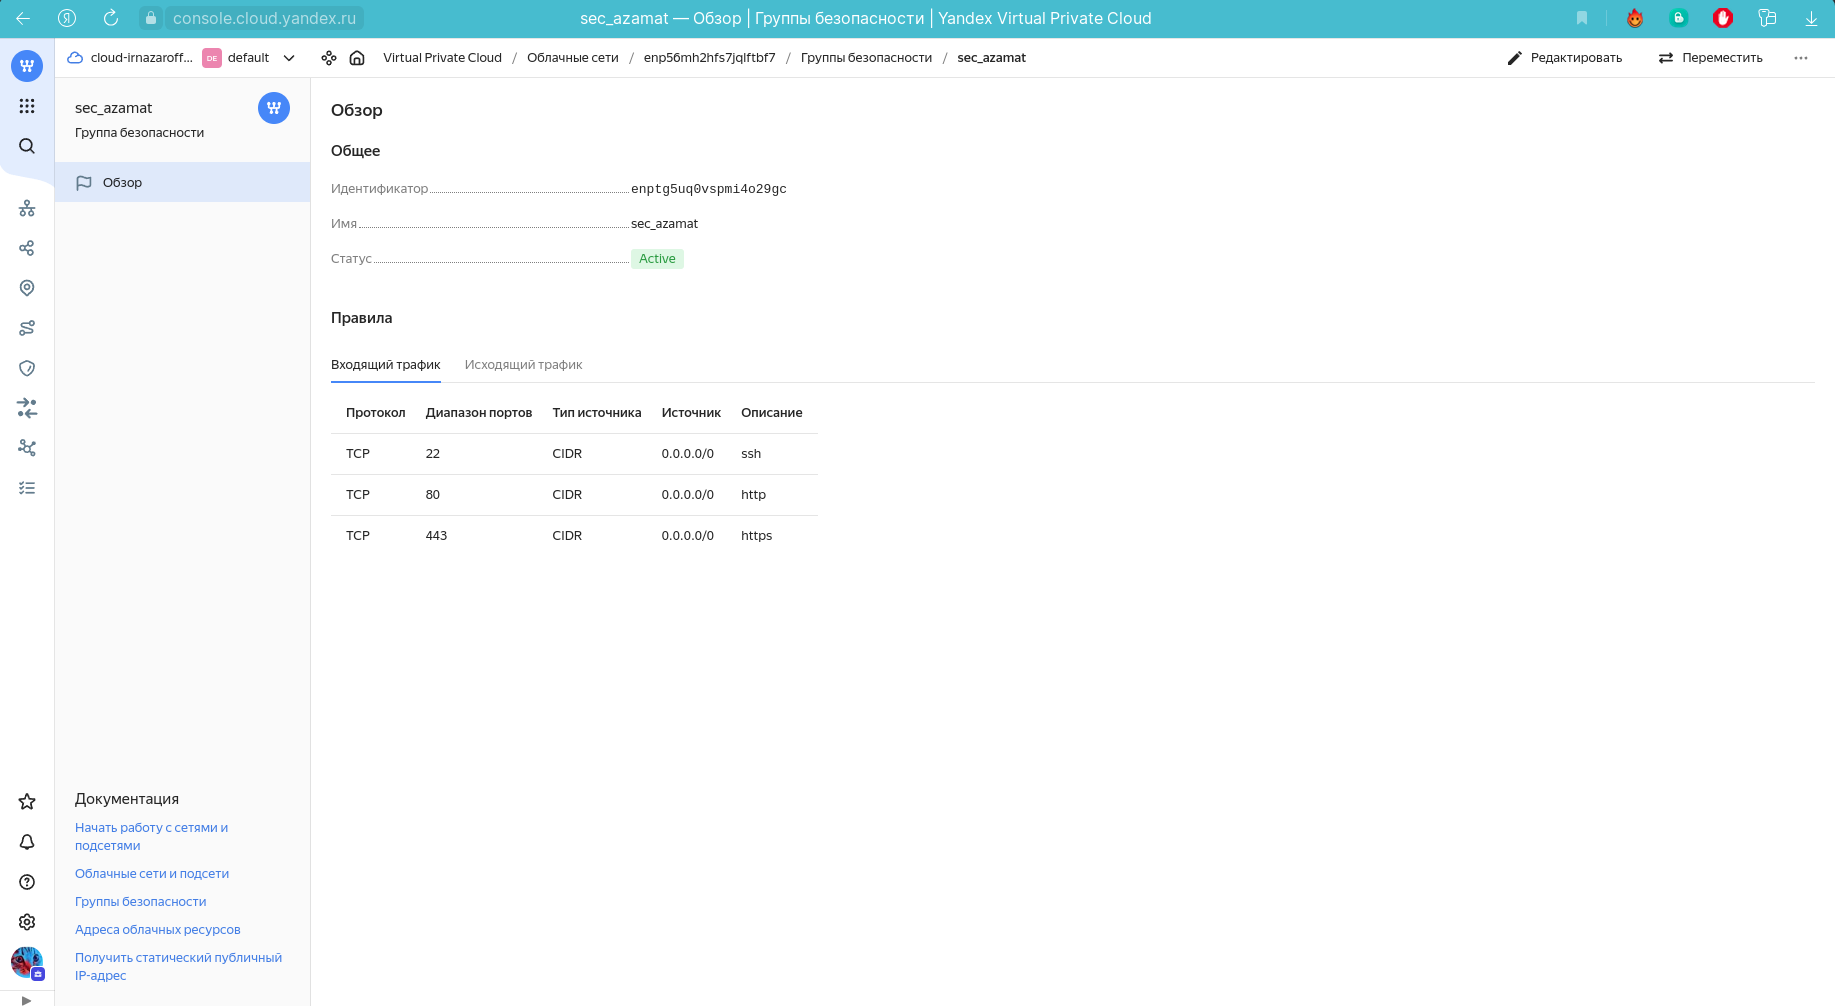 console.cloud.yandex.ru
sec_azamat — Обзор | Группы безопасности | Yandex Virtual Private Cloud
cloud-irnazaroff... DE default
Virtual Private Cloud / Облачные сети / enp56mh2hfs7jqlftbf7 / Группы безопасности / sec_azamat
Редактировать
Переместить
sec_azamat
Группа безопасности
Обзор
Обзор
Общее
Идентификатор enptg5uq0vspmi4o29gc
Имя sec_azamat
Статус Active
Правила
Входящий трафик Исходящий трафик
Протокол Диапазон портов Тип источника Источник Описание
TCP 22 CIDR 0.0.0.0/0 ssh
TCP 80 CIDR 0.0.0.0/0 http
TCP 443 CIDR 0.0.0.0/0 https
Документация
Начать работу с сетями и
подсетями
Облачные сети и подсети
Группы безопасности
Адреса облачных ресурсов
Получить статический публичный
IP-адрес